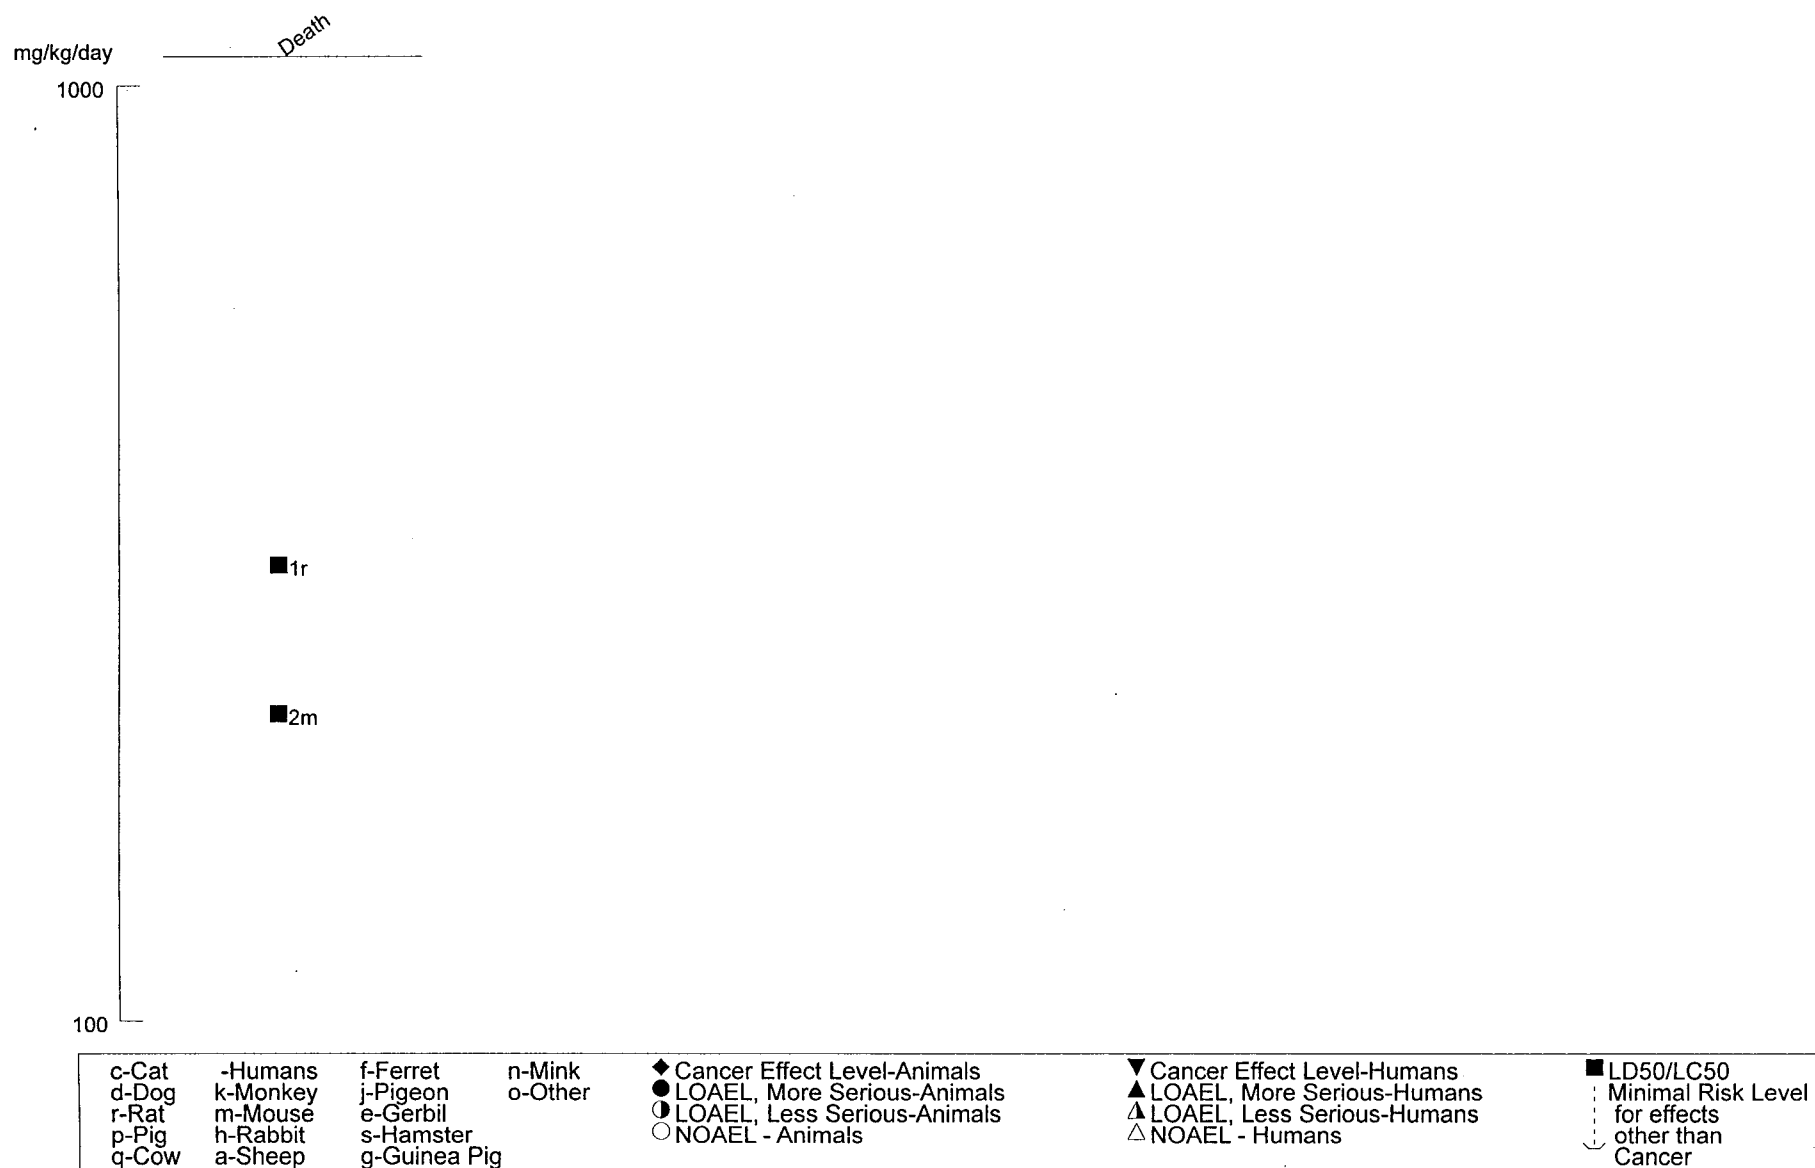 Death
mg/kg/day
1000
1r
2m
100
c-Cat -Humans f-Ferret n-Mink
d-Dog k-Monkey j-Pigeon o-Other
r-Rat m-Mouse e-Gerbil
p-Pig h-Rabbit s-Hamster
q-Cow a-Sheep g-Guinea Pig
Cancer Effect Level-Animals
LOAEL, More Serious-Animals
LOAEL, Less Serious-Animals
NOAEL - Animals
Cancer Effect Level-Humans
LOAEL, More Serious-Humans
LOAEL, Less Serious-Humans
NOAEL - Humans
LD50/LC50
Minimal Risk Level
for effects
other than
Cancer